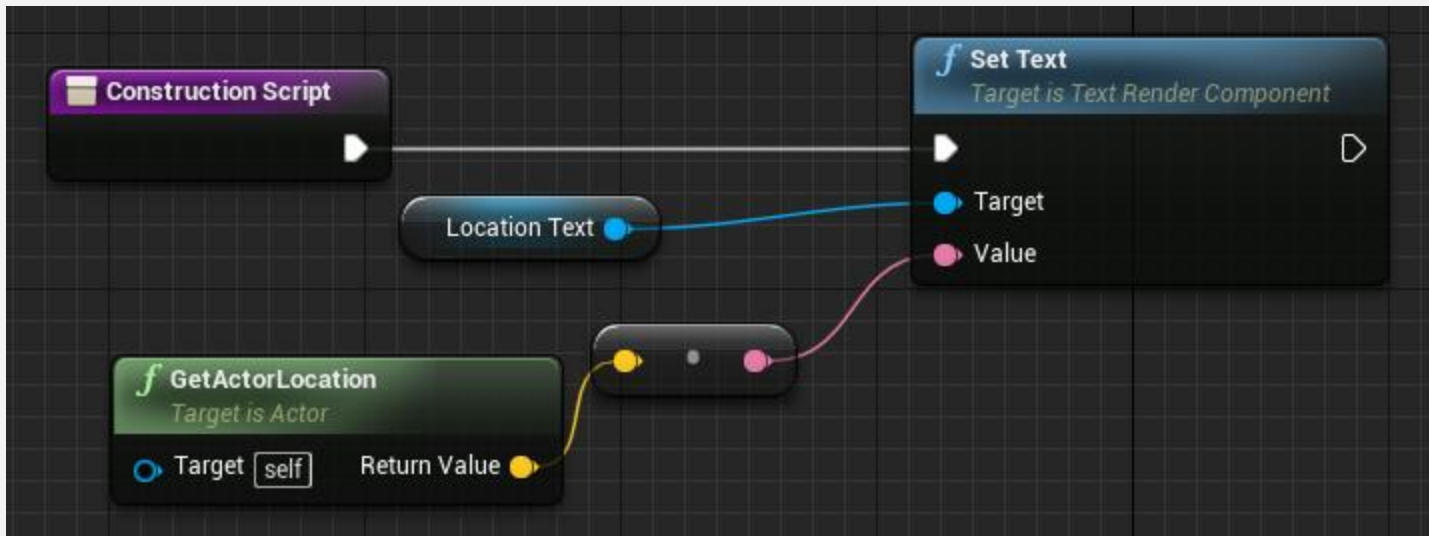 Construction Script
Set Text
Target is Text Render Component
Target
Location Text
Value
GetActorLocation
Target is Actor
Target self Return Value